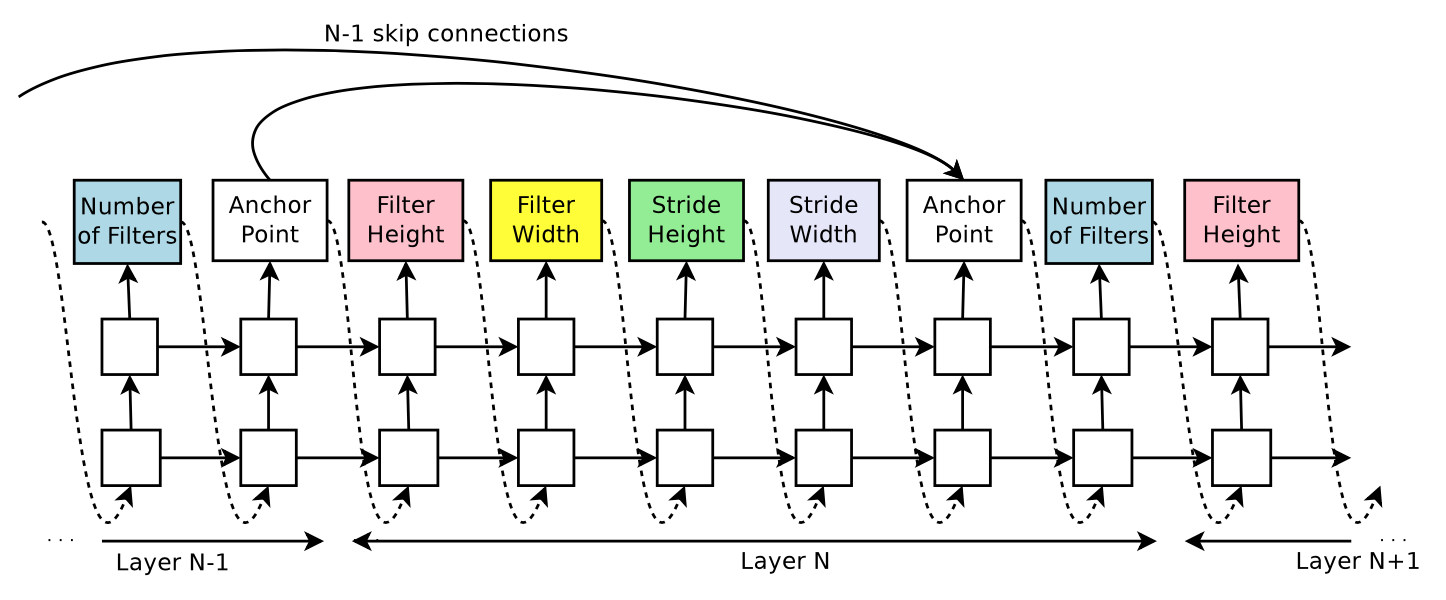 N-1 skip connections
Number
of Filters
Anchor
Point
Filter
Height
Filter
Width
Stride
Height
Stride
Width
Anchor
Point
Number
of Filters
Filter
Height
. . .
Layer N-1
Layer N
. . .
Layer N+1